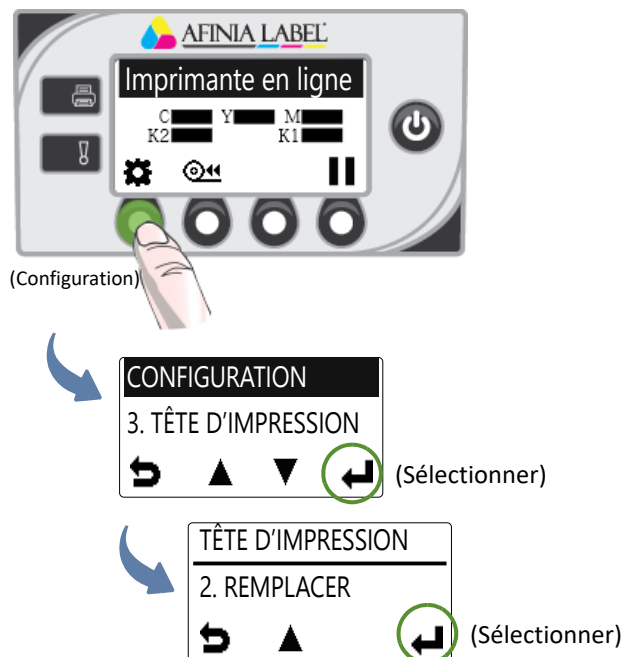 AFINIA LABEL
Imprimante en ligne
C Y M
K2 K1
(Configuration)
CONFIGURATION
3. TÊTE D'IMPRESSION
(Sélectionner)
TÊTE D'IMPRESSION
2. REMPLACER
(Sélectionner)